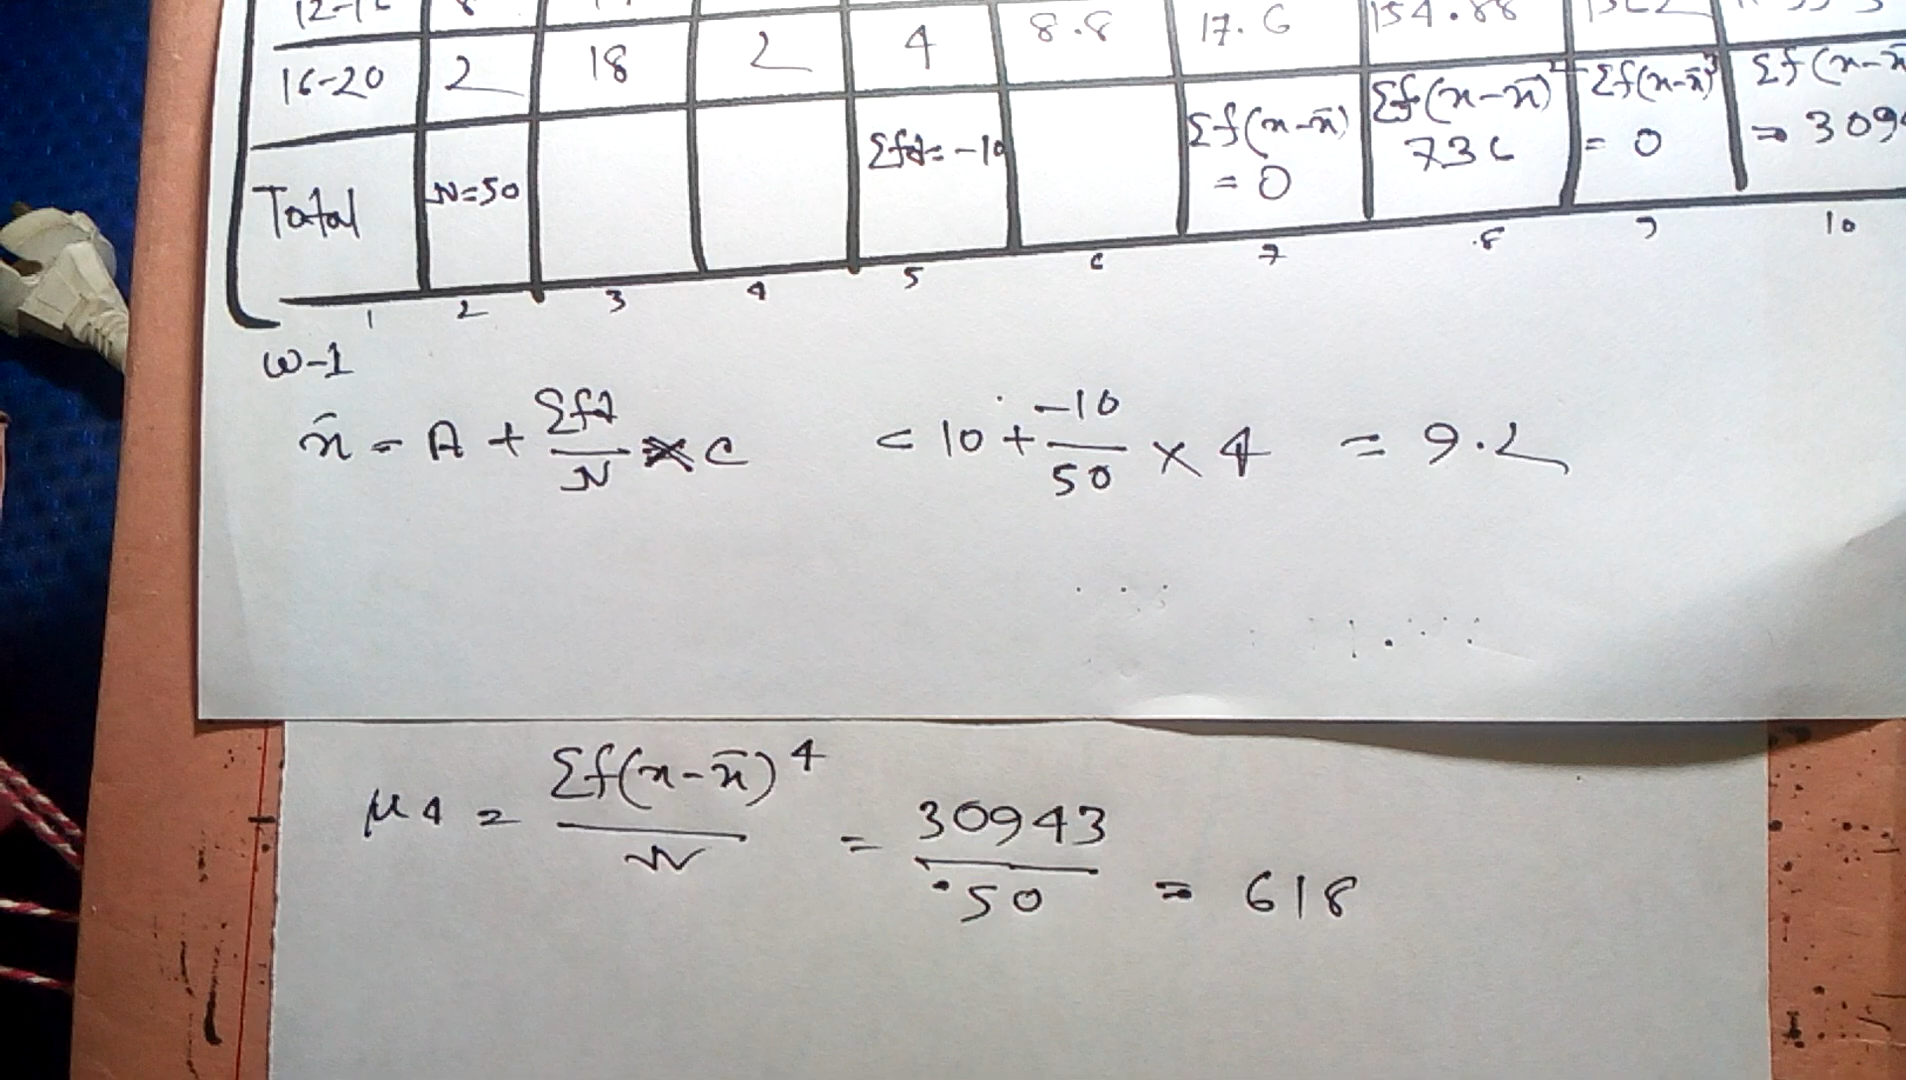 16-20 2 18 2 4 8.8 17.6 154.88
Total N=50 Σfd=-10 Σf(x-x̄) = 0 Σf(x-x̄)² 736 Σf(x-x̄)³ = 0 Σf(x-x̄ = 309
1 2 3 4 5 6 7 8 9 10
W-1
x̄ = A + Σfd/N × C = 10 + -10/50 × 4 = 9.2
μ4 = Σf(x-x̄)⁴/N = 30943/50 = 618